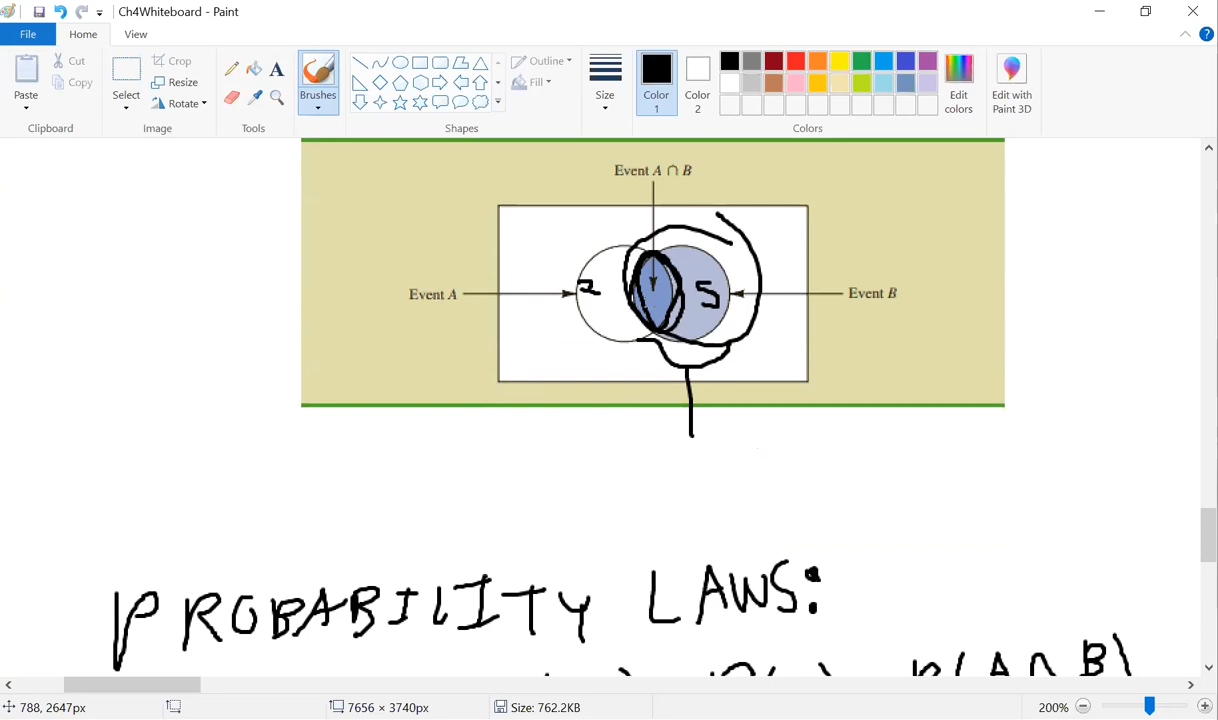 Ch4Whiteboard - Paint
File Home View
Paste Cut Copy
Clipboard
Select Crop Resize Rotate
Image
Tools
Brushes
Shapes
Outline Fill
Size
Color 1
Color 2
Edit colors
Edit with Paint 3D
Colors
Event A ∩ B
Event A
2
5
Event B
PROBABILITY LAWS:
P(A∩B)
788, 2647px
7656 × 3740px
Size: 762.2KB
200%